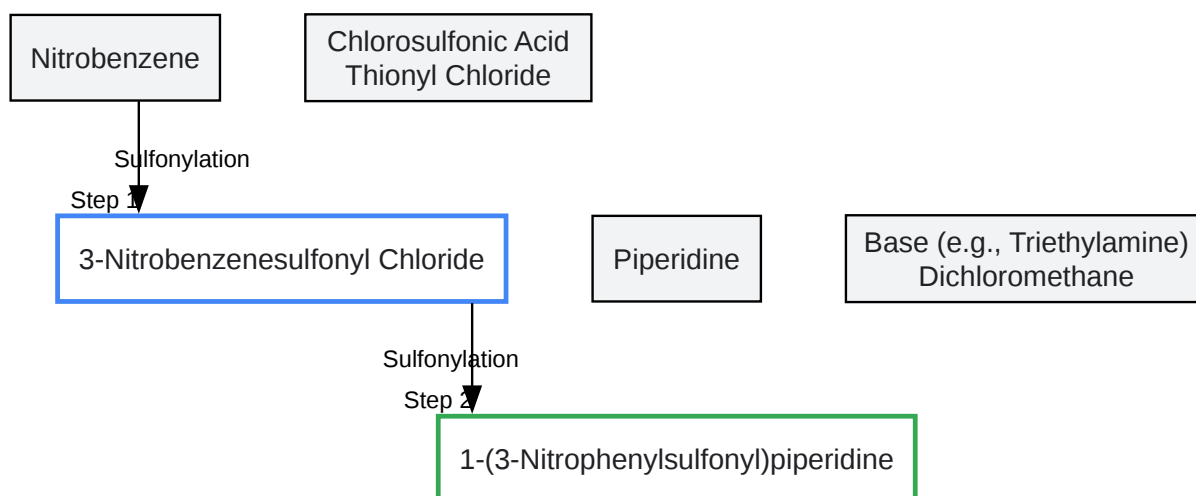 Nitrobenzene
Chlorosulfonic Acid
Thionyl Chloride
Sulfonylation
Step 1
3-Nitrobenzenesulfonyl Chloride
Piperidine
Base (e.g., Triethylamine)
Dichloromethane
Sulfonylation
Step 2
1-(3-Nitrophenylsulfonyl)piperidine